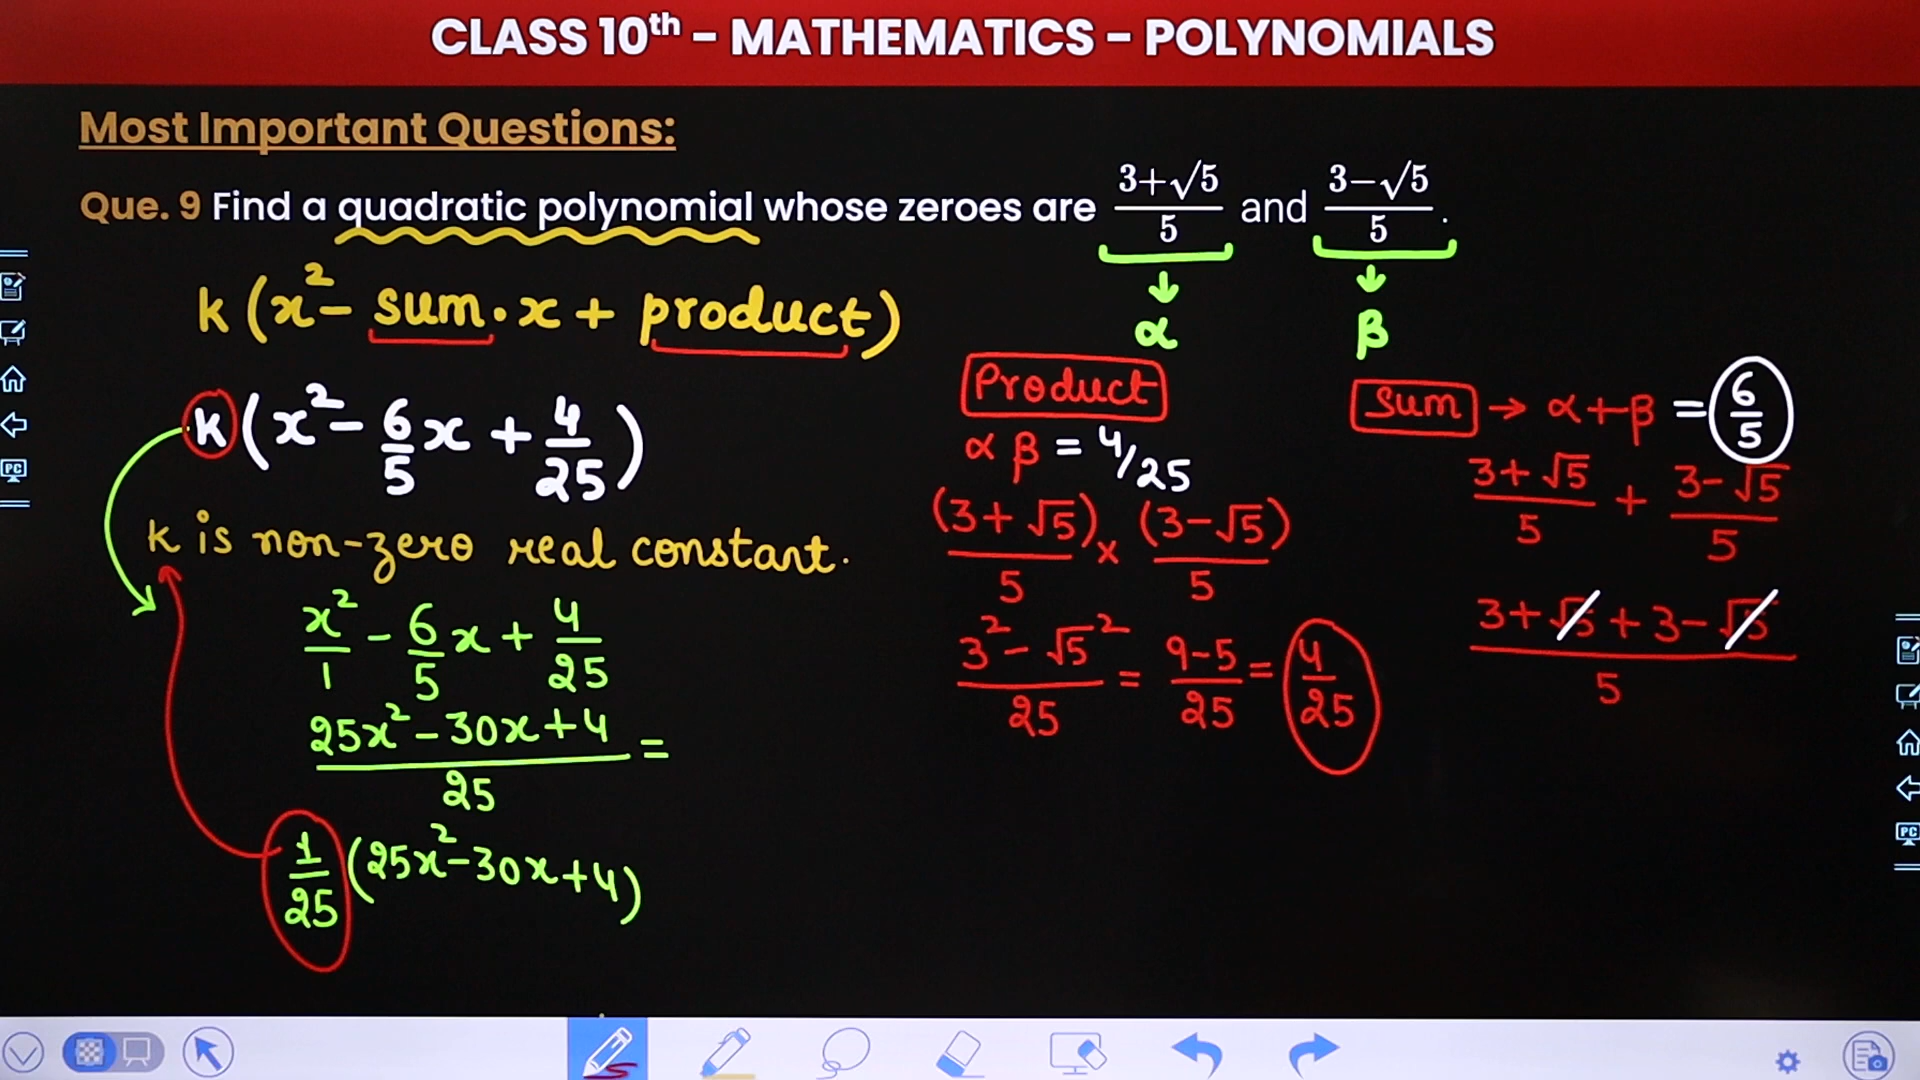 CLASS 10th - MATHEMATICS - POLYNOMIALS
Most Important Questions:
Que. 9 Find a quadratic polynomial whose zeroes are (3+√5)/5 and (3−√5)/5.
α β
k(x² - sum·x + product)
k(x² - 6/5 x + 4/25)
k is non-zero real constant.
x²/1 - 6/5 x + 4/25
(25x² - 30x + 4)/25 =
1/25 (25x² - 30x + 4)
Product
αβ = 4/25
(3+√5)/5 × (3-√5)/5
(3² - √5²)/25 = (9-5)/25 = 4/25
Sum → α+β = 6/5
(3+√5)/5 + (3-√5)/5
(3+√5+3-√5)/5
PC
PC